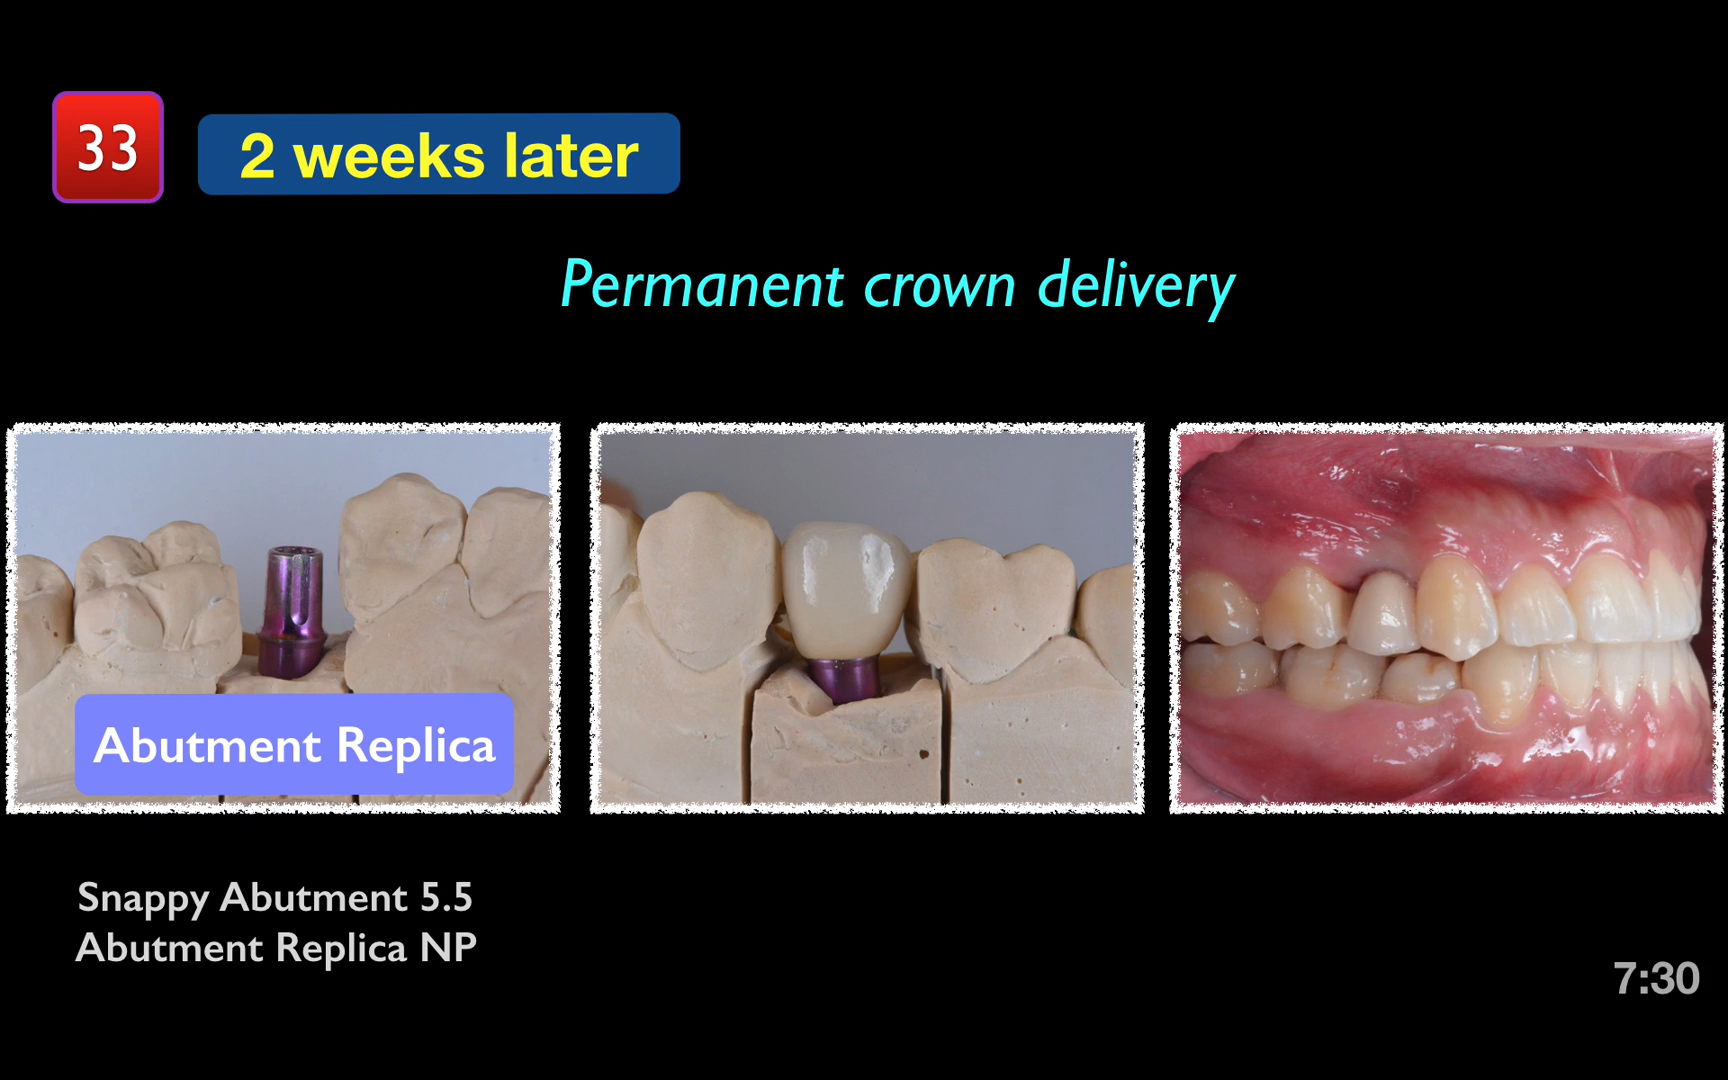 33
2 weeks later
Permanent crown delivery
Abutment Replica
Snappy Abutment 5.5
Abutment Replica NP
7:30